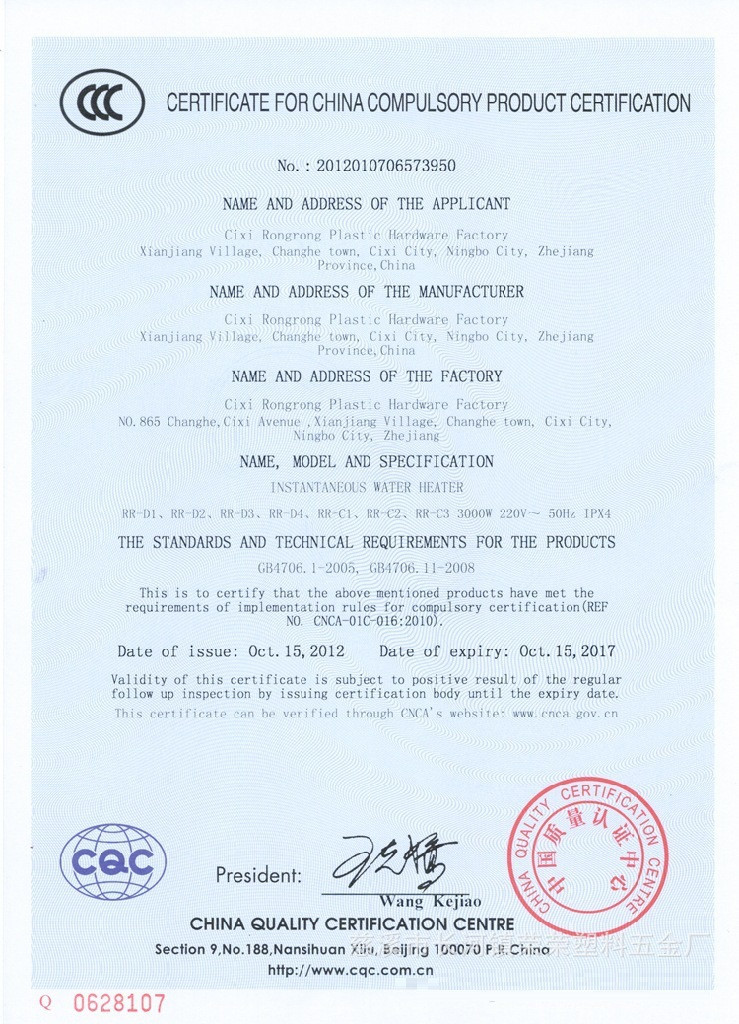 CCC
CERTIFICATE FOR CHINA COMPULSORY PRODUCT CERTIFICATION
No.: 2012010706573950
NAME AND ADDRESS OF THE APPLICANT
Cixi Rongrong Plastic Hardware Factory
Xianjiang Village, Changhe town, Cixi City, Ningbo City, Zhejiang
Province,China
NAME AND ADDRESS OF THE MANUFACTURER
Cixi Rongrong Plastic Hardware Factory
Xianjiang Village, Changhe town, Cixi City, Ningbo City, Zhejiang
Province,China
NAME AND ADDRESS OF THE FACTORY
Cixi Rongrong Plastic Hardware Factory
NO.865 Changhe,Cixi Avenue ,Xianjiang Village, Changhe town, Cixi City,
Ningbo City, Zhejiang
NAME, MODEL AND SPECIFICATION
INSTANTANEOUS WATER HEATER
RR-D1、RR-D2、RR-D3、RR-D4、RR-C1、RR-C2、RR-C3 3000W 220V~ 50Hz IPX4
THE STANDARDS AND TECHNICAL REQUIREMENTS FOR THE PRODUCTS
GB4706.1-2005, GB4706.11-2008
This is to certify that the above mentioned products have met the
requirements of implementation rules for compulsory certification(REF
NO. CNCA-01C-016:2010).
Date of issue: Oct.15,2012 Date of expiry: Oct.15,2017
Validity of this certificate is subject to positive result of the regular
follow up inspection by issuing certification body until the expiry date.
This certificate can be verified through CNCA's website: www.cnca.gov.cn
CQC
President:
王克娇
Wang Kejiao
CHINA QUALITY CERTIFICATION CENTRE
中国质量认证中心
CHINA QUALITY CERTIFICATION CENTRE
Section 9,No.188,Nansihuan Xilu,Beijing 100070 P.R.China
慈溪市长河镇荣荣塑料五金厂
http://www.cqc.com.cn
Q 0628107